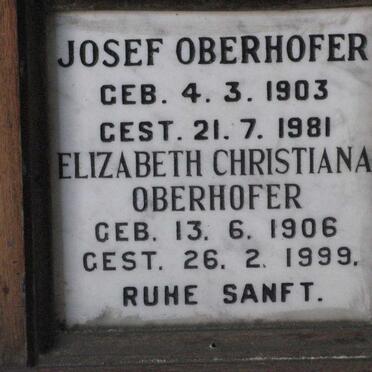 JOSEF OBERHOFER
GEB. 4. 3. 1903
GEST. 21. 7. 1981
ELIZABETH CHRISTIANA
OBERHOFER
GEB. 13. 6. 1906
GEST. 26. 2. 1999.
RUHE SANFT.